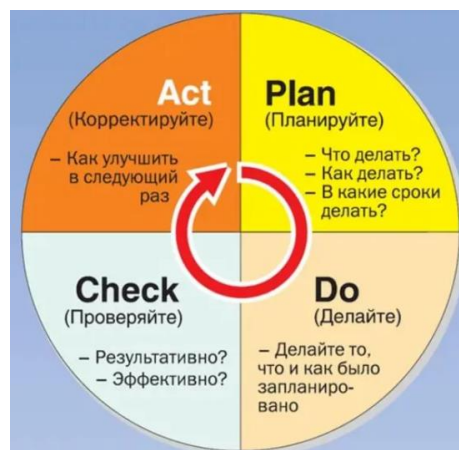 Act
(Корректируйте)
– Как улучшить
в следующий
раз
Plan
(Планируйте)
– Что делать?
– Как делать?
– В какие сроки
делать?
Check
(Проверяйте)
– Результативно?
– Эффективно?
Do
(Делайте)
– Делайте то,
что и как было
запланиро-
вано